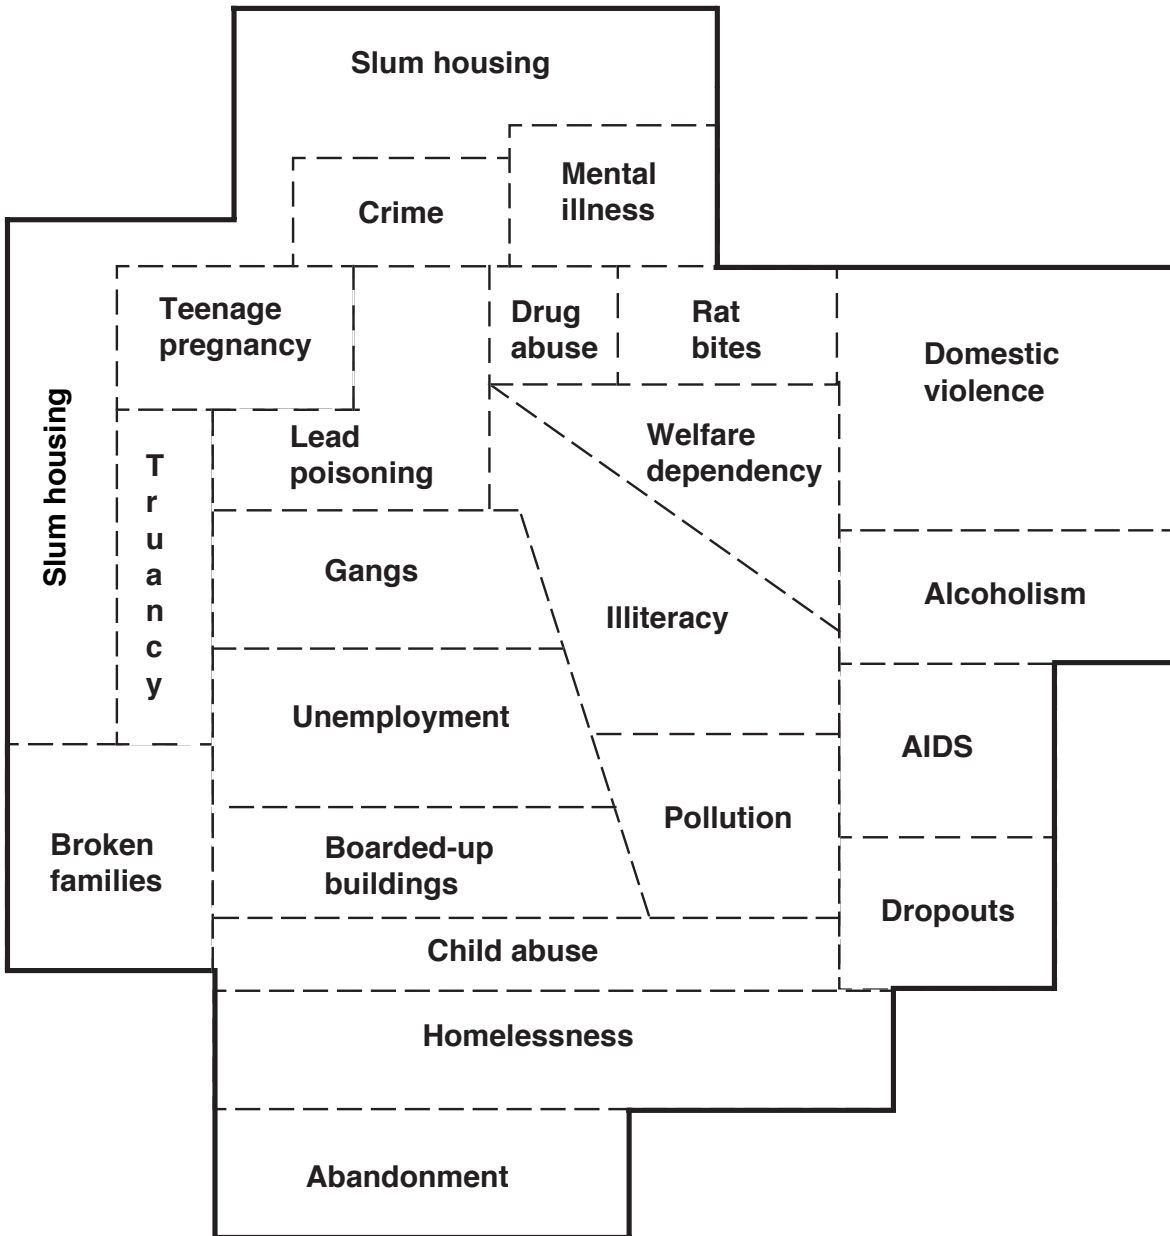 Slum housing
Mental
illness
Crime
Teenage
pregnancy
Drug
abuse
Rat
bites
Domestic
violence
Slum housing
Truancy
Lead
poisoning
Welfare
dependency
Gangs
Illiteracy
Alcoholism
Unemployment
AIDS
Pollution
Broken
families
Boarded-up
buildings
Dropouts
Child abuse
Homelessness
Abandonment